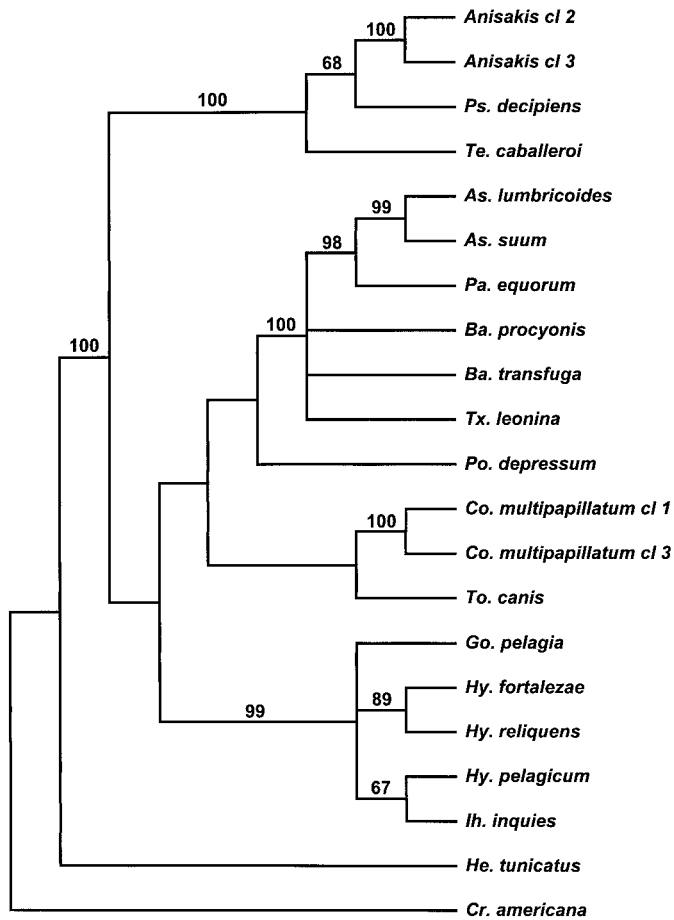 Anisakis cl 2
100
Anisakis cl 3
68
Ps. decipiens
100
Te. caballeroi
As. lumbricoides
99
As. suum
98
Pa. equorum
100
Ba. procyonis
100
Ba. transfuga
Tx. leonina
Po. depressum
Co. multipapillatum cl 1
100
Co. multipapillatum cl 3
To. canis
Go. pelagia
Hy. fortalezae
89
99
Hy. reliquens
Hy. pelagicum
67
Ih. inquies
He. tunicatus
Cr. americana